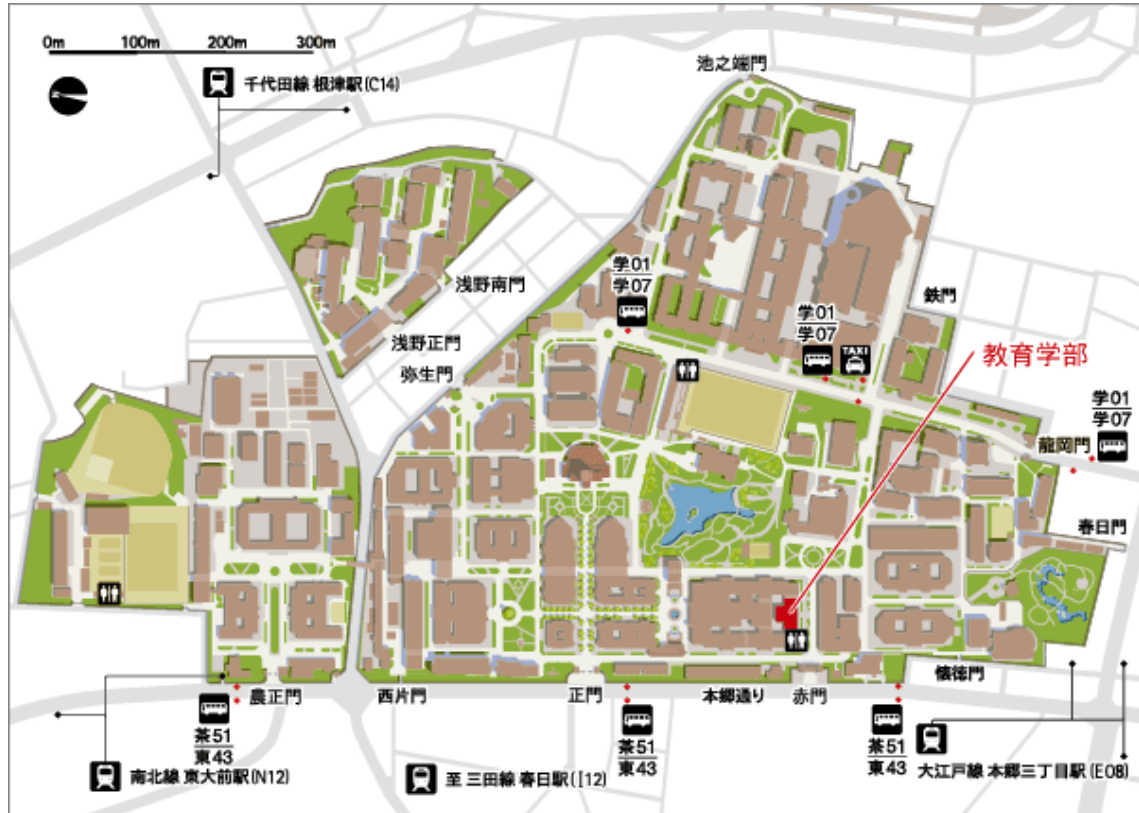 0m 100m 200m 300m
千代田線 根津駅(C14)
池之端門
学01
学07
浅野南門
学01
学07
TAXI
鉄門
浅野正門
弥生門
教育学部
学01
学07
龍岡門
春日門
懐徳門
農正門
西片門
正門
本郷通り
赤門
茶51
東43
茶51
東43
茶51
東43
南北線 東大前駅(N12)
至 三田線 春日駅(I12)
大江戸線 本郷三丁目駅(E08)